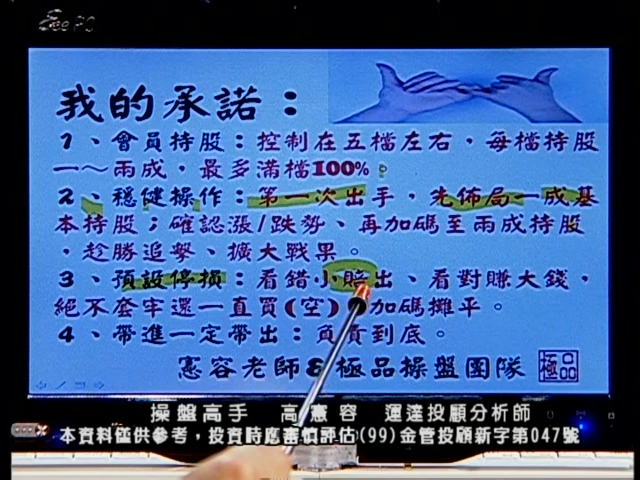 Eee PC
我的承諾：
1、會員持股：控制在五檔左右，每檔持股
一～兩成，最多滿檔100%。
2、穩健操作：第一次出手，先佈局一成基
本持股；確認漲/跌勢、再加碼至兩成持股
，趁勝追擊、擴大戰果。
3、預設停損：看錯小賠出、看對賺大錢，
絕不套牢還一直買(空)加碼攤平。
4、帶進一定帶出：負責到底。
憲容老師&極品操盤團隊
極品
操盤高手 高憲容 運達投顧分析師
本資料僅供參考，投資時應審慎評估(99)金管投顧新字第047號